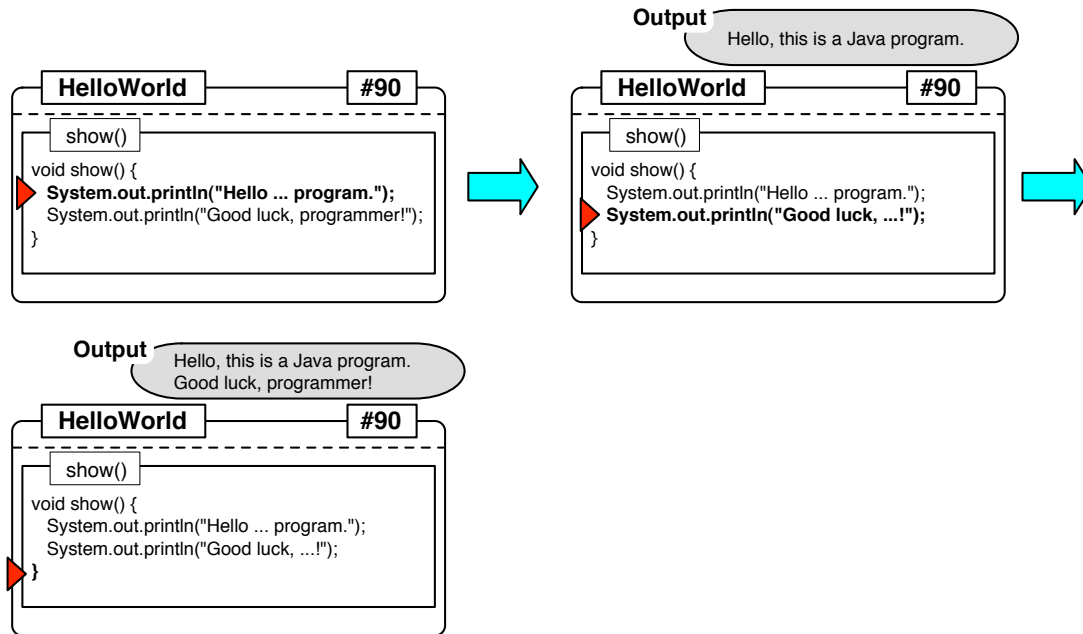 HelloWorld #90
show()
void show() {
System.out.println("Hello ... program.");
System.out.println("Good luck, programmer!");
}
Output
Hello, this is a Java program.
HelloWorld #90
show()
void show() {
System.out.println("Hello ... program.");
System.out.println("Good luck, ...!");
}
Output
Hello, this is a Java program.
Good luck, programmer!
HelloWorld #90
show()
void show() {
System.out.println("Hello ... program.");
System.out.println("Good luck, ...!");
}